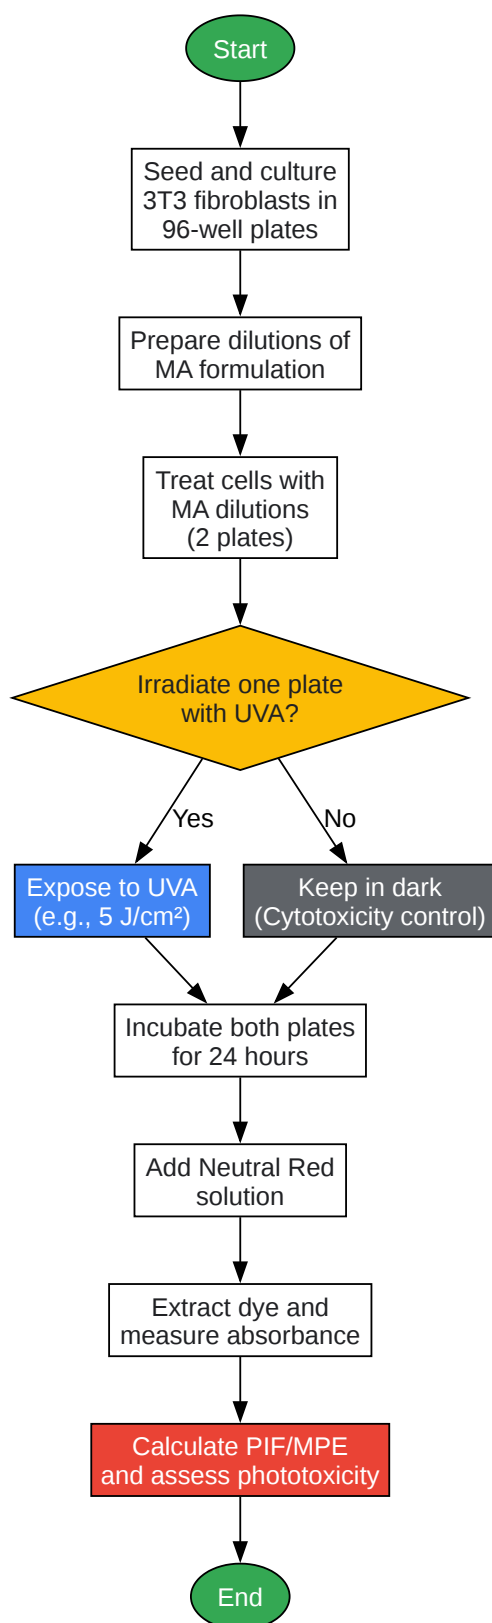 Start
Seed and culture
3T3 fibroblasts in
96-well plates
Prepare dilutions of
MA formulation
Treat cells with
MA dilutions
(2 plates)
Irradiate one plate
with UVA?
Yes
No
Expose to UVA
(e.g., 5 J/cm²)
Keep in dark
(Cytotoxicity control)
Incubate both plates
for 24 hours
Add Neutral Red
solution
Extract dye and
measure absorbance
Calculate PIF/MPE
and assess phototoxicity
End